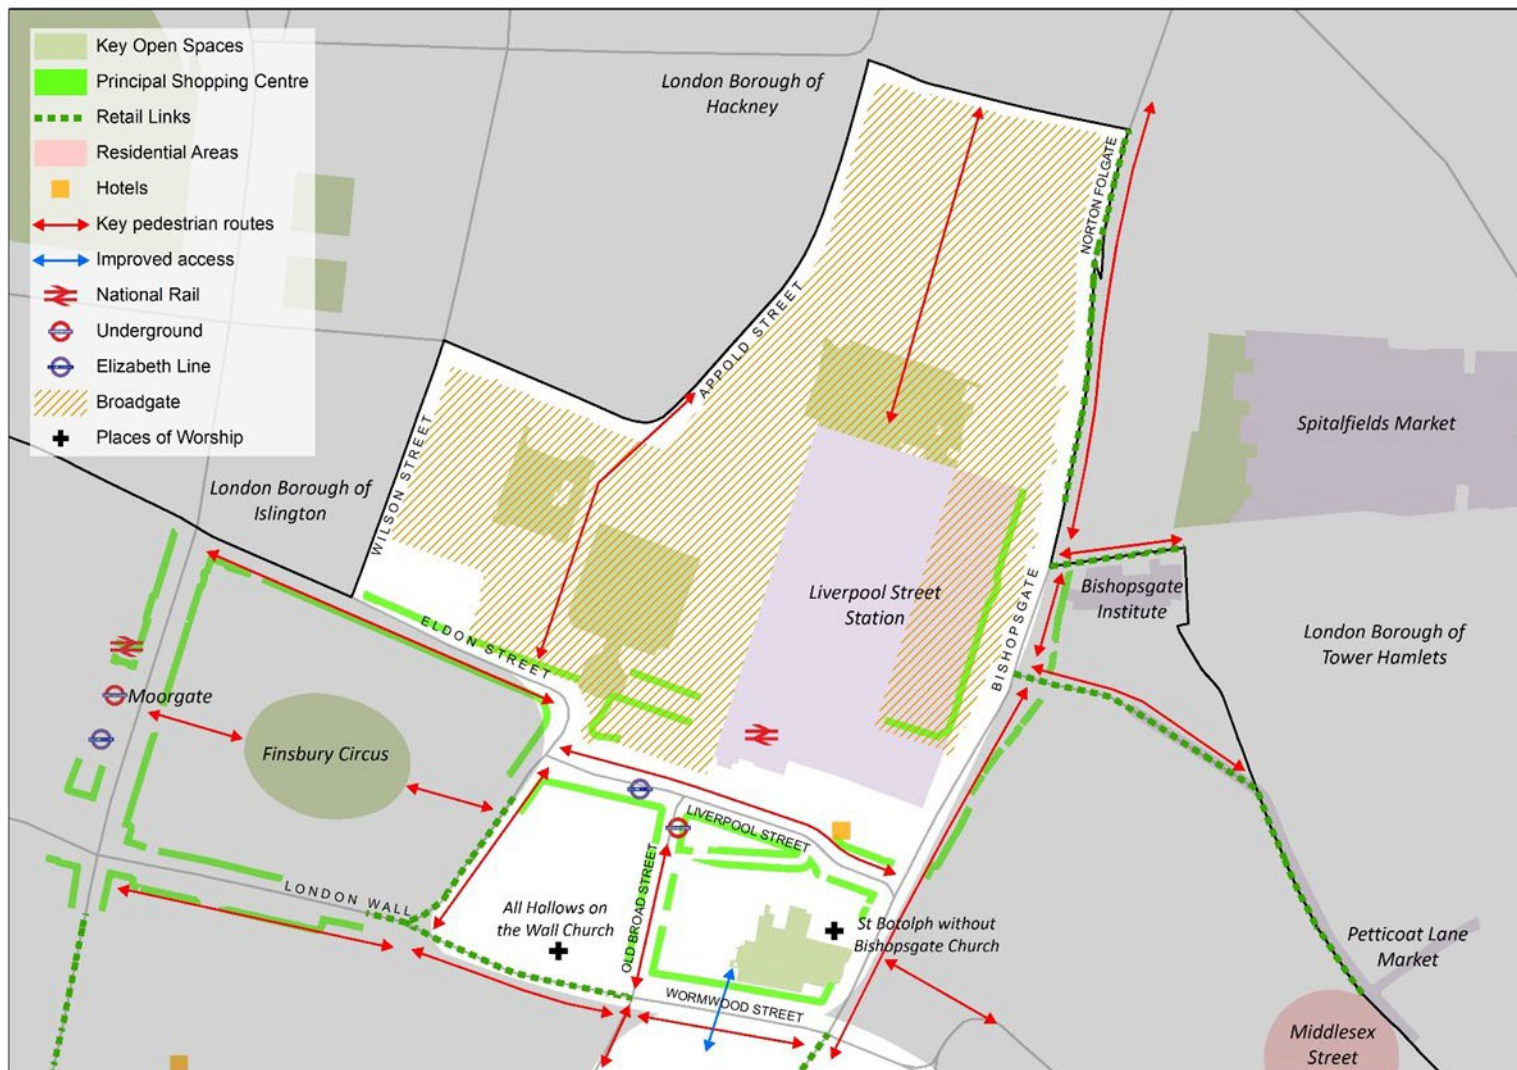 Key Open Spaces
Principal Shopping Centre
Retail Links
Residential Areas
Hotels
Key pedestrian routes
Improved access
National Rail
Underground
Elizabeth Line
Broadgate
Places of Worship
London Borough of
Hackney
NORTON FOLGATE
APPOLD STREET
Spitalfields Market
WILSON STREET
London Borough of
Islington
Liverpool Street
Station
BISHOPSGATE
Bishopsgate
Institute
London Borough of
Tower Hamlets
ELDON STREET
Moorgate
Finsbury Circus
LIVERPOOL STREET
OLD BROAD STREET
LONDON WALL
All Hallows on
the Wall Church
St Botolph without
Bishopsgate Church
Petticoat Lane
Market
WORMWOOD STREET
Middlesex
Street